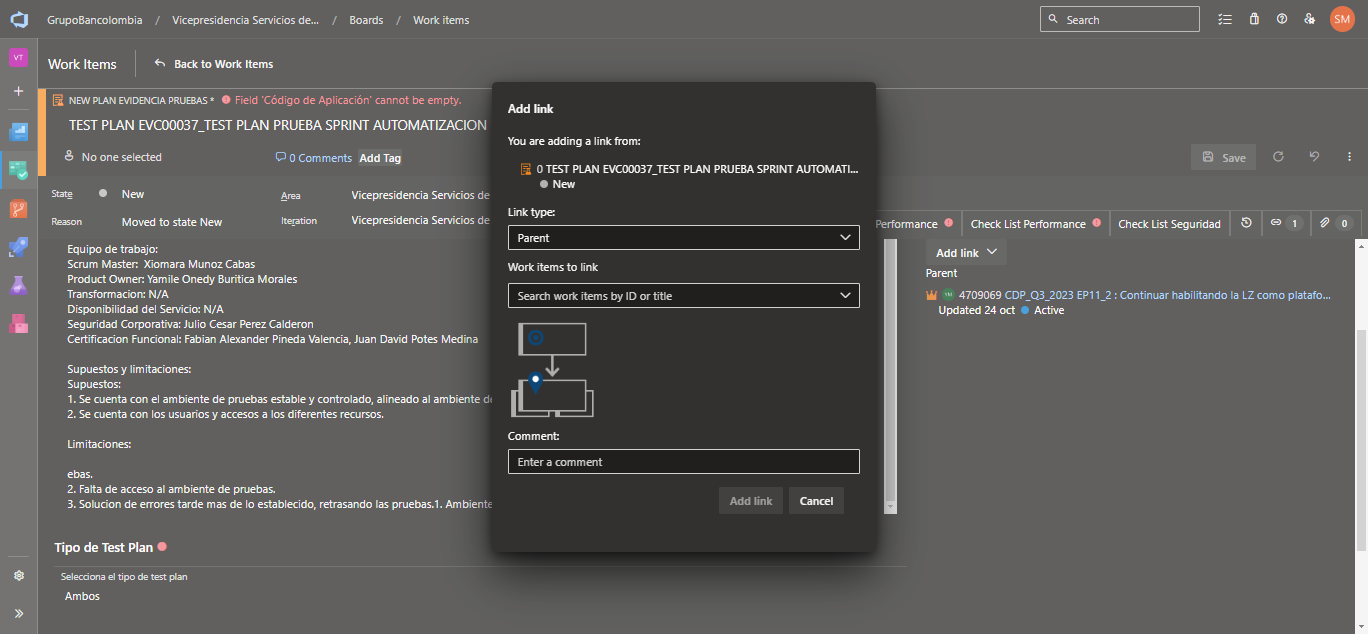 GrupoBancolombia / Vicepresidencia Servicios de... / Boards / Work items
Search
SM
VT
Work Items
Back to Work Items
NEW PLAN EVIDENCIA PRUEBAS * Field 'Código de Aplicación' cannot be empty.
TEST PLAN EVC00037_TEST PLAN PRUEBA SPRINT AUTOMATIZACION
No one selected
0 Comments
Add Tag
Save
State
New
Area
Vicepresidencia Servicios de
Reason
Moved to state New
Iteration
Vicepresidencia Servicios de
Performance
Check List Performance
Check List Seguridad
1
0
Equipo de trabajo:
Scrum Master: Xiomara Munoz Cabas
Product Owner: Yamile Onedy Buritica Morales
Transformacion: N/A
Disponibilidad del Servicio: N/A
Seguridad Corporativa: Julio Cesar Perez Calderon
Certificacion Funcional: Fabian Alexander Pineda Valencia, Juan David Potes Medina
Supuestos y limitaciones:
Supuestos:
1. Se cuenta con el ambiente de pruebas estable y controlado, alineado al ambiente de
2. Se cuenta con los usuarios y accesos a los diferentes recursos.
Limitaciones:
ebas.
2. Falta de acceso al ambiente de pruebas.
3. Solucion de errores tarde mas de lo establecido, retrasando las pruebas.1. Ambiente
Tipo de Test Plan
Selecciona el tipo de test plan
Ambos
Add link
You are adding a link from:
0 TEST PLAN EVC00037_TEST PLAN PRUEBA SPRINT AUTOMATI...
New
Link type:
Parent
Work items to link
Search work items by ID or title
Comment:
Enter a comment
Add link
Cancel
Add link
Parent
YM 4709069 CDP_Q3_2023 EP11_2 : Continuar habilitando la LZ como platafo...
Updated 24 oct Active